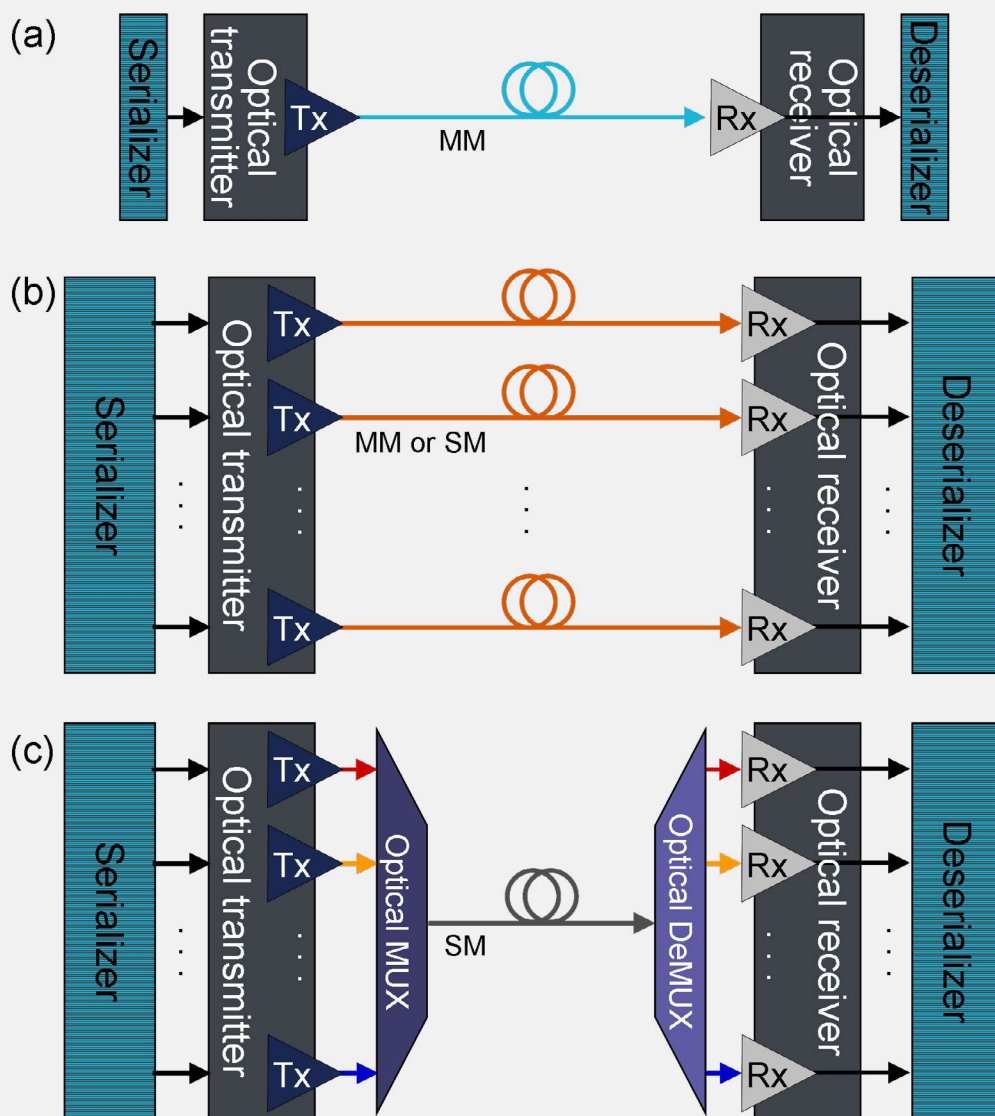 (a)
Serializer
Optical
transmitter
Tx
MM
Rx
Optical
receiver
Deserializer
(b)
Serializer
Optical transmitter
Tx
Tx
Tx
MM or SM
Rx
Rx
Rx
Optical receiver
Deserializer
(c)
Serializer
Optical transmitter
Tx
Tx
Tx
Optical MUX
SM
Optical DeMUX
Rx
Rx
Rx
Optical receiver
Deserializer